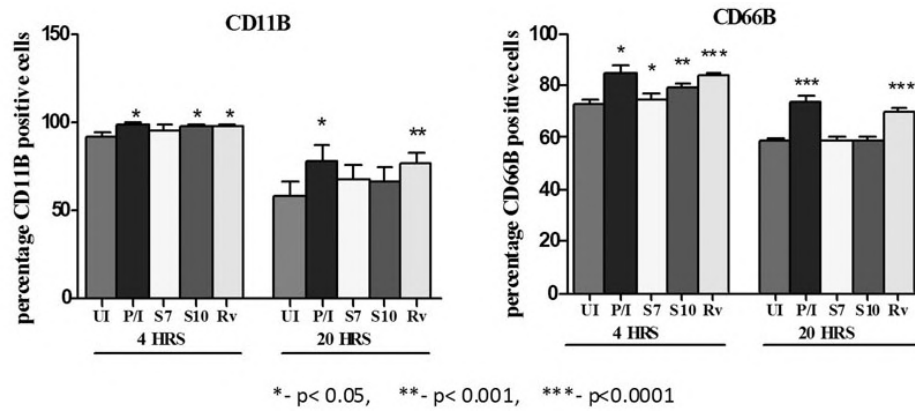 CD11B
percentage CD11B positive cells
150
100
50
0
* * *
* **
UI P/I S7 S10 Rv UI P/I S7 S10 Rv
4 HRS 20 HRS
CD66B
percentage CD66B positive cells
100
80
60
40
20
0
* * ** ***
*** ***
UI P/I S7 S10 Rv UI P/I S7 S10 Rv
4 HRS 20 HRS
*- p< 0.05, **- p< 0.001, ***- p<0.0001